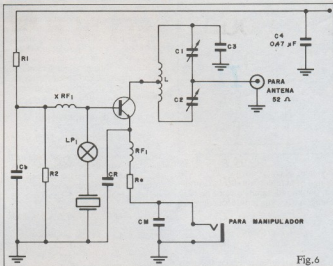 C4
0,47 µF
R1
C1
C3
L
PARA
ANTENA
52 Ω
X RF1
C2
LP1
RF1
Cb
R2
CR
Re
CM
PARA MANIPULADOR
Fig.6